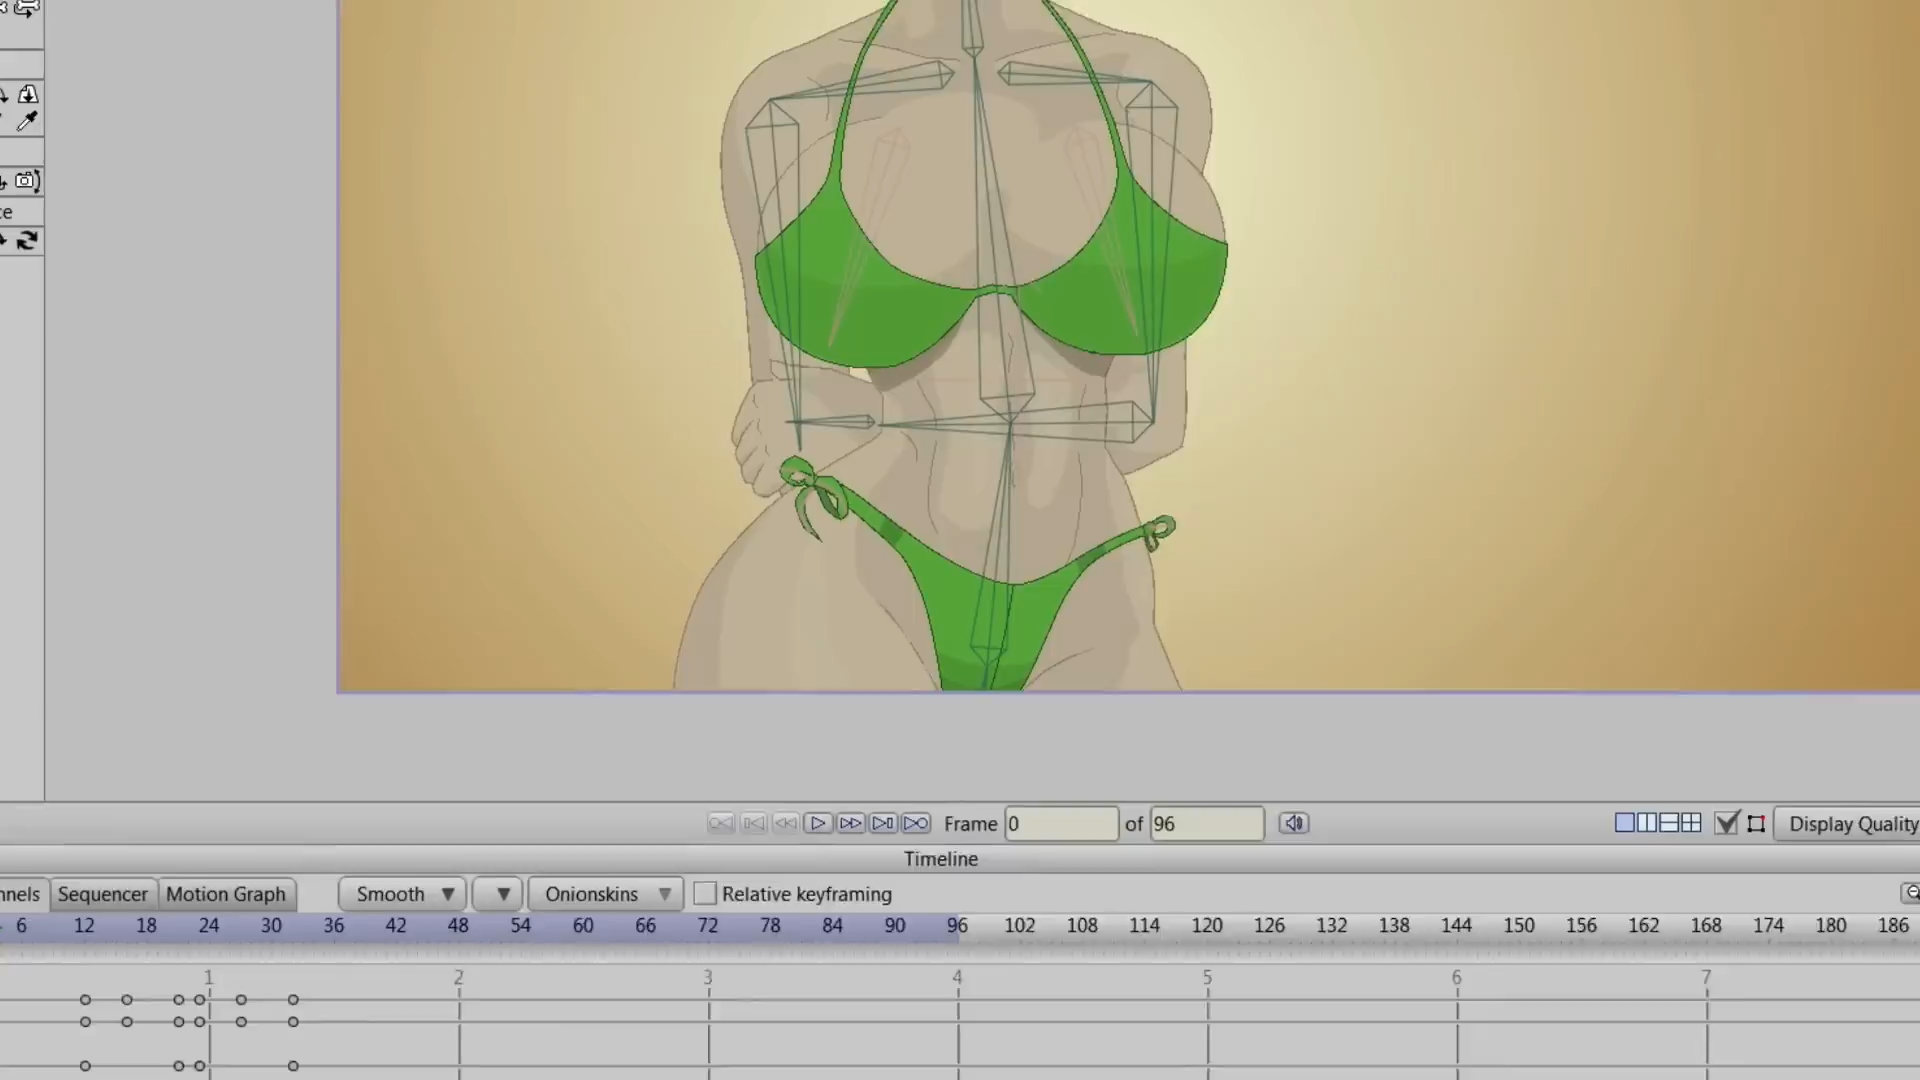 ce
Frame 0 of 96
Display Quality
Timeline
nnels Sequencer Motion Graph Smooth Onionskins Relative keyframing
6 12 18 24 30 36 42 48 54 60 66 72 78 84 90 96 102 108 114 120 126 132 138 144 150 156 162 168 174 180 186
1 2 3 4 5 6 7